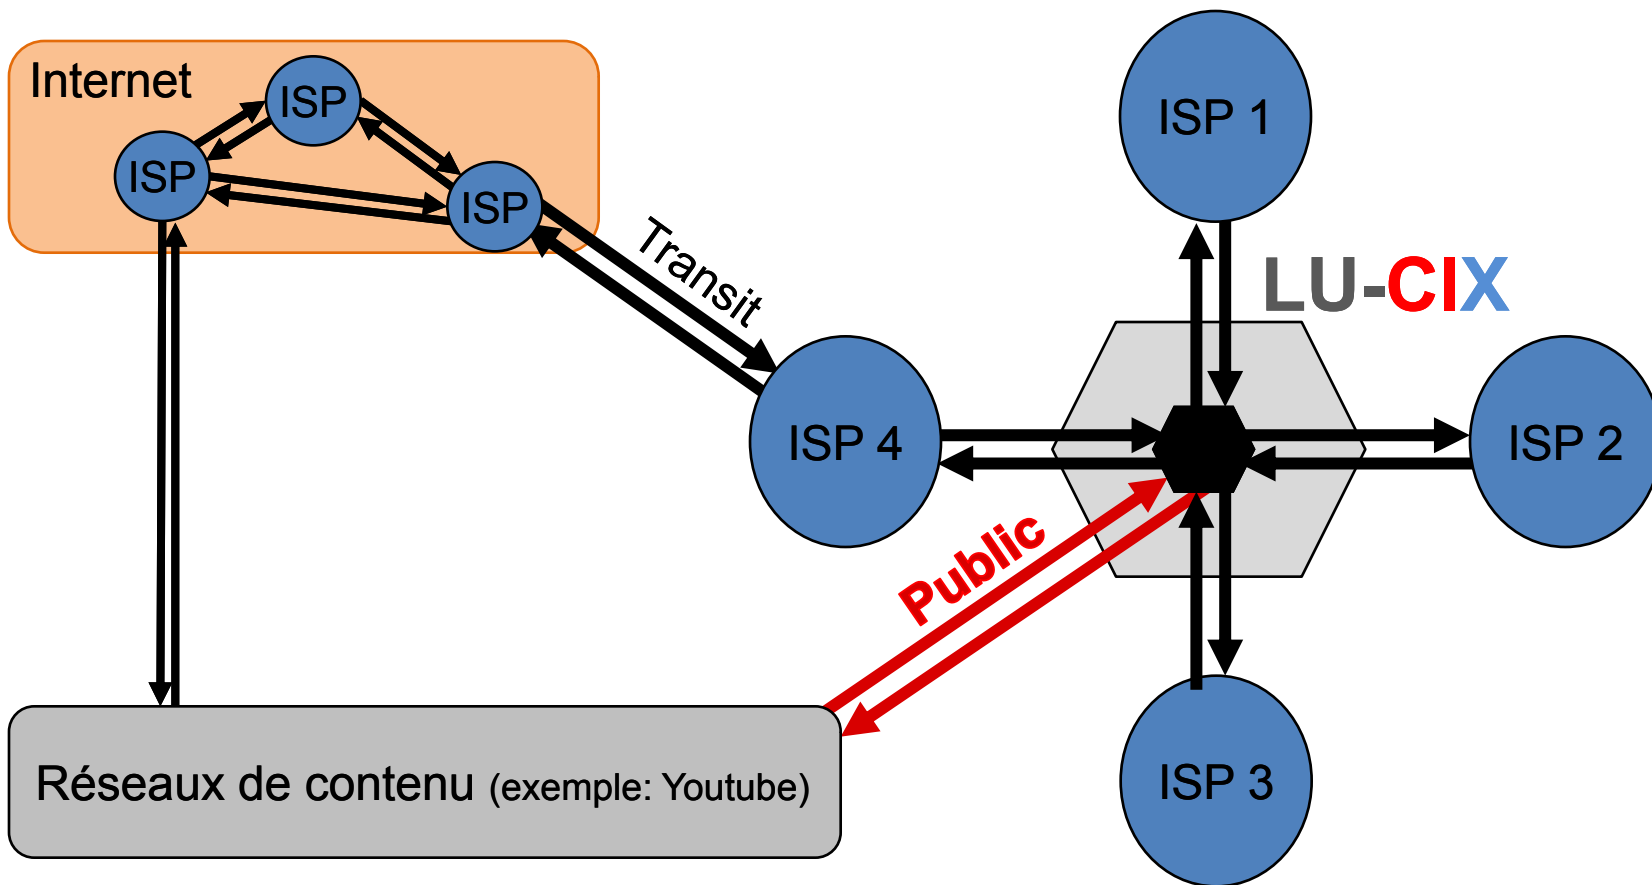 Internet
ISP
ISP
ISP
Transit
ISP 1
LU-CIX
ISP 4
ISP 2
Public
ISP 3
Réseaux de contenu (exemple: Youtube)